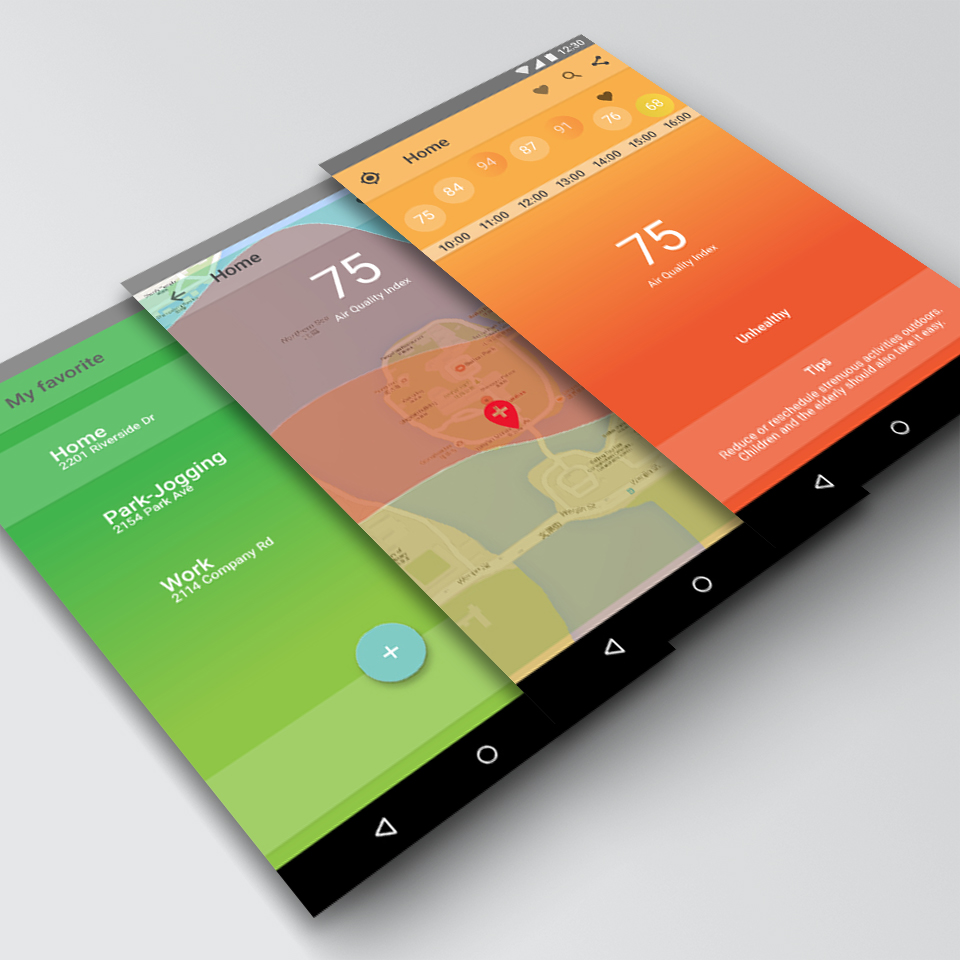 My favorite
Home
2201 Riverside Dr
Park-Jogging
2154 Park Ave
Work
2114 Company Rd
+
Home
75
Air Quality Index
12:30
Home
75 84 94 87 91 76 68
10:00 11:00 12:00 13:00 14:00 15:00 16:00
75
Air Quality Index
Unhealthy
Tips
Reduce or reschedule strenuous activities outdoors.
Children and the elderly should also take it easy.